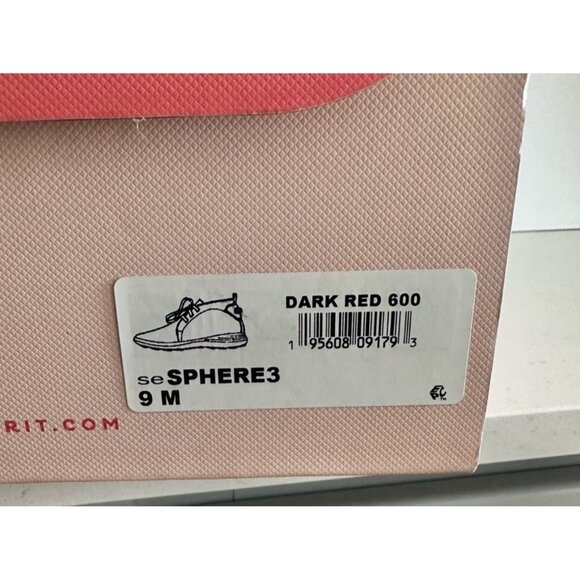 DARK RED 600
1 95608 09179 3
seSPHERE3
9 M
RIT.COM